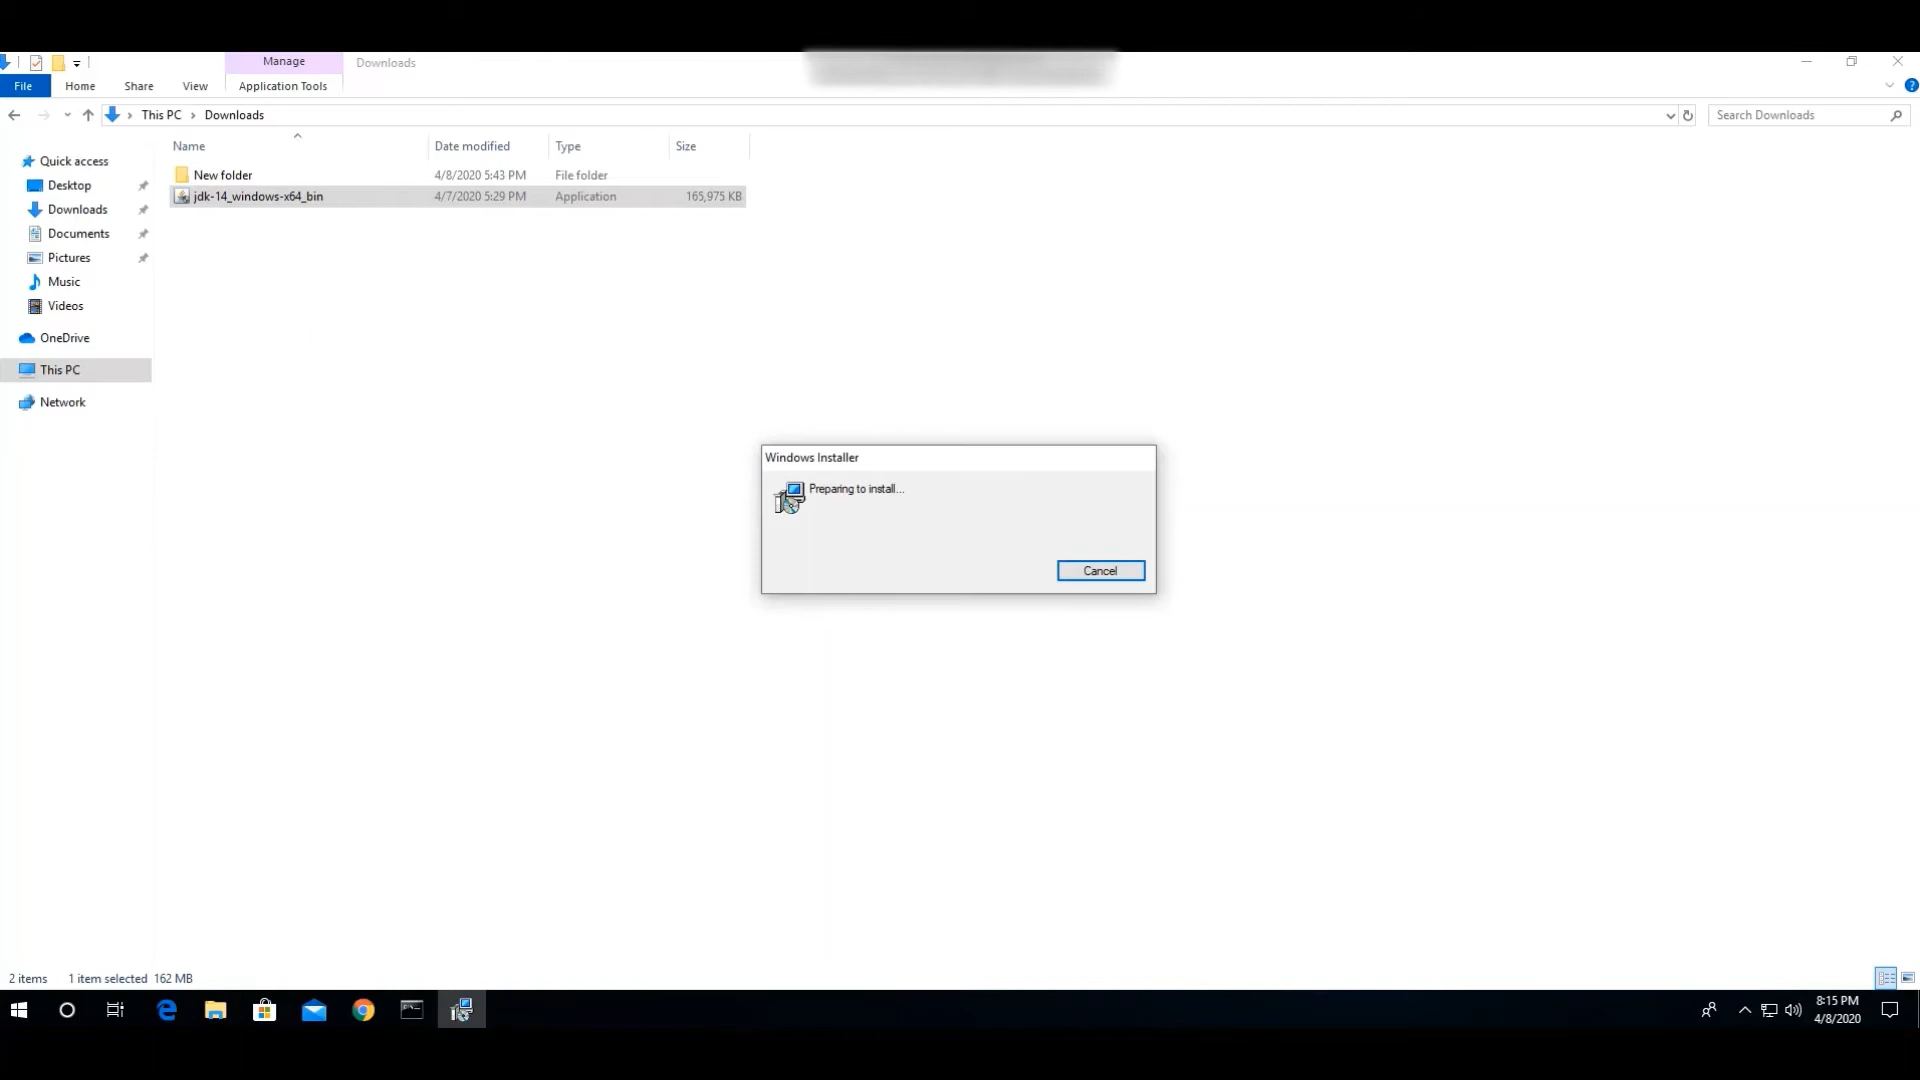 Manage
Downloads
File
Home
Share
View
Application Tools
This PC
Downloads
Search Downloads
Name
Date modified
Type
Size
New folder
4/8/2020 5:43 PM
File folder
jdk-14_windows-x64_bin
4/7/2020 5:29 PM
Application
165,975 KB
Quick access
Desktop
Downloads
Documents
Pictures
Music
Videos
OneDrive
This PC
Network
Windows Installer
Preparing to install...
Cancel
2 items
1 item selected 162 MB
8:15 PM
4/8/2020